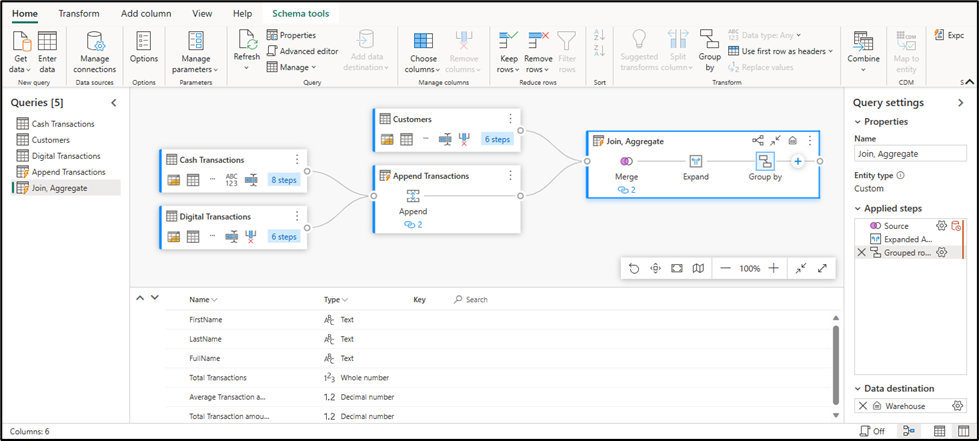 Home Transform Add column View Help Schema tools
Get data
Enter data
New query
Manage connections
Data sources
Options
Options
Manage parameters
Parameters
Refresh
Properties
Advanced editor
Manage
Query
Add data destination
Choose columns
Remove columns
Manage columns
Keep rows
Remove rows
Filter rows
Reduce rows
Sort
Suggested transforms
Split column
Group by
Data type: Any
Use first row as headers
Replace values
Transform
Combine
Map to entity
CDM
Expc
S
Queries [5]
Cash Transactions
Customers
Digital Transactions
Append Transactions
Join, Aggregate
Cash Transactions
ABC
123
8 steps
Digital Transactions
6 steps
Customers
6 steps
Append Transactions
Append
2
Join, Aggregate
Merge Expand Group by
2
100%
Name Type Key Search
FirstName Text
LastName Text
FullName Text
Total Transactions 1²3 Whole number
Average Transaction a... 1.2 Decimal number
Total Transaction amou... 1.2 Decimal number
Query settings
Properties
Name
Join, Aggregate
Entity type
Custom
Applied steps
Source
Expanded A...
Grouped ro...
Data destination
Warehouse
Columns: 6
Off